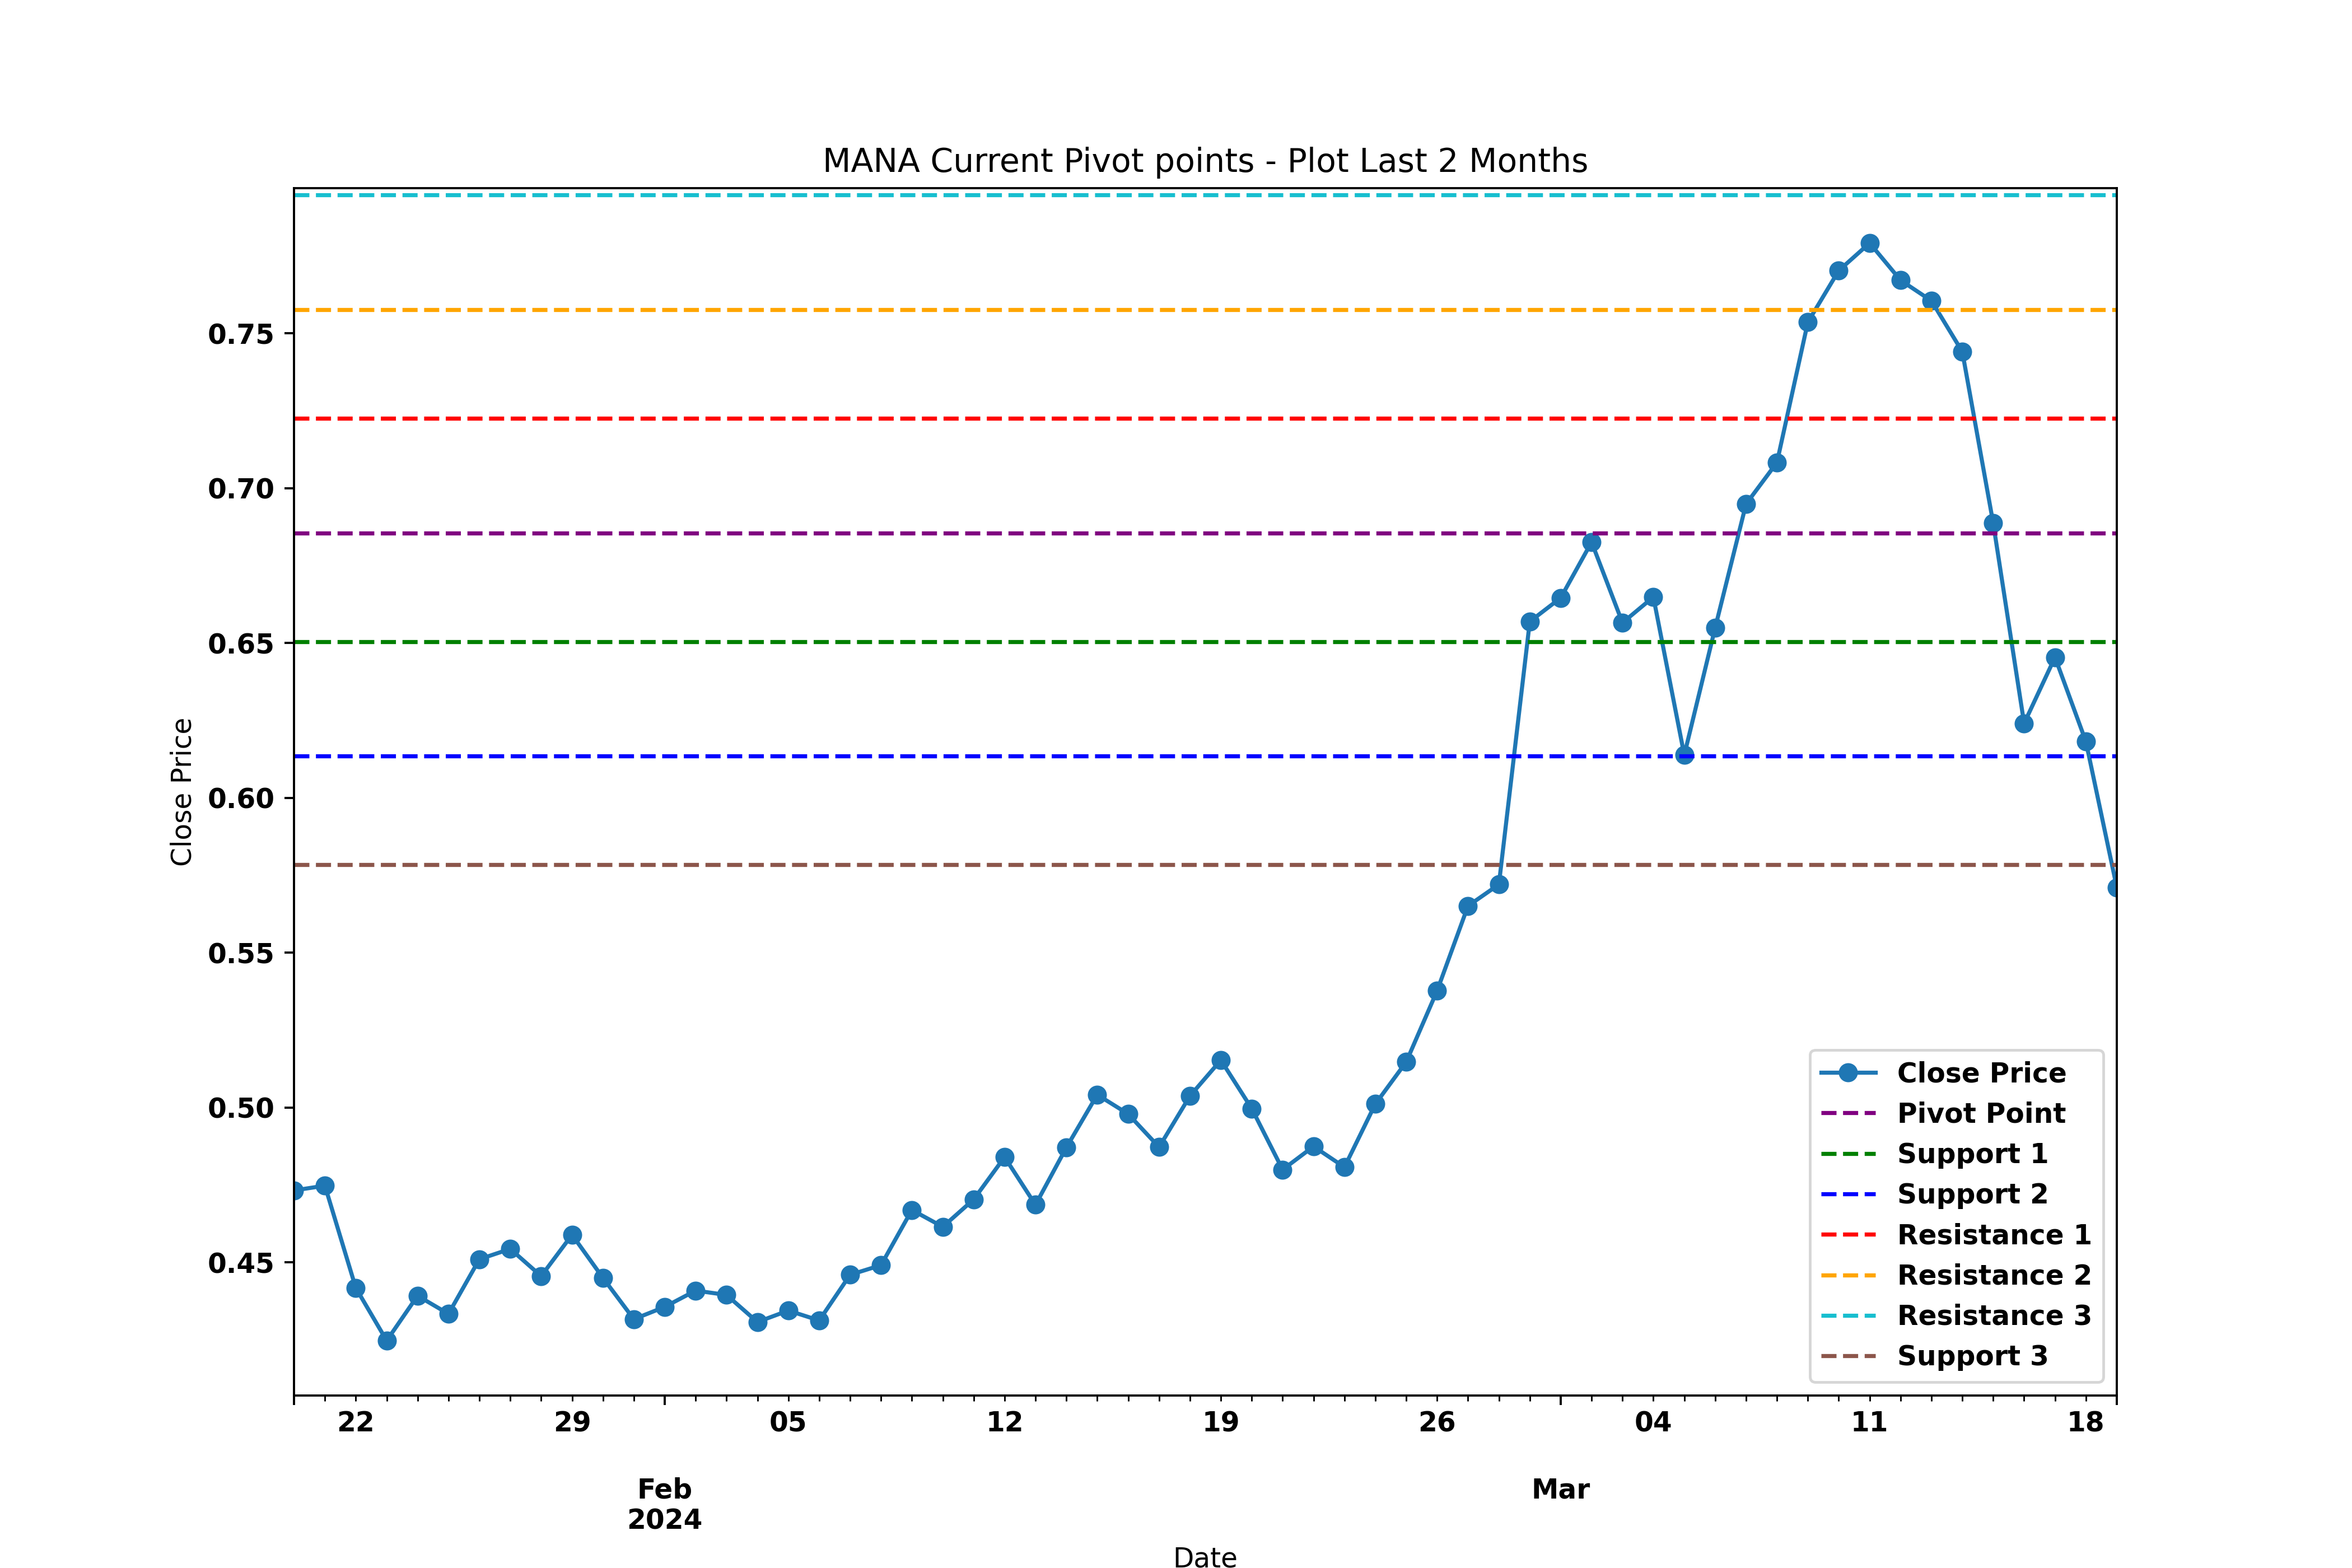 MANA Current Pivot points - Plot Last 2 Months
Close Price
0.75
0.70
0.65
0.60
0.55
0.50
0.45
Close Price
Pivot Point
Support 1
Support 2
Resistance 1
Resistance 2
Resistance 3
Support 3
22 29 05 12 19 26 04 11 18
Feb Mar
2024
Date